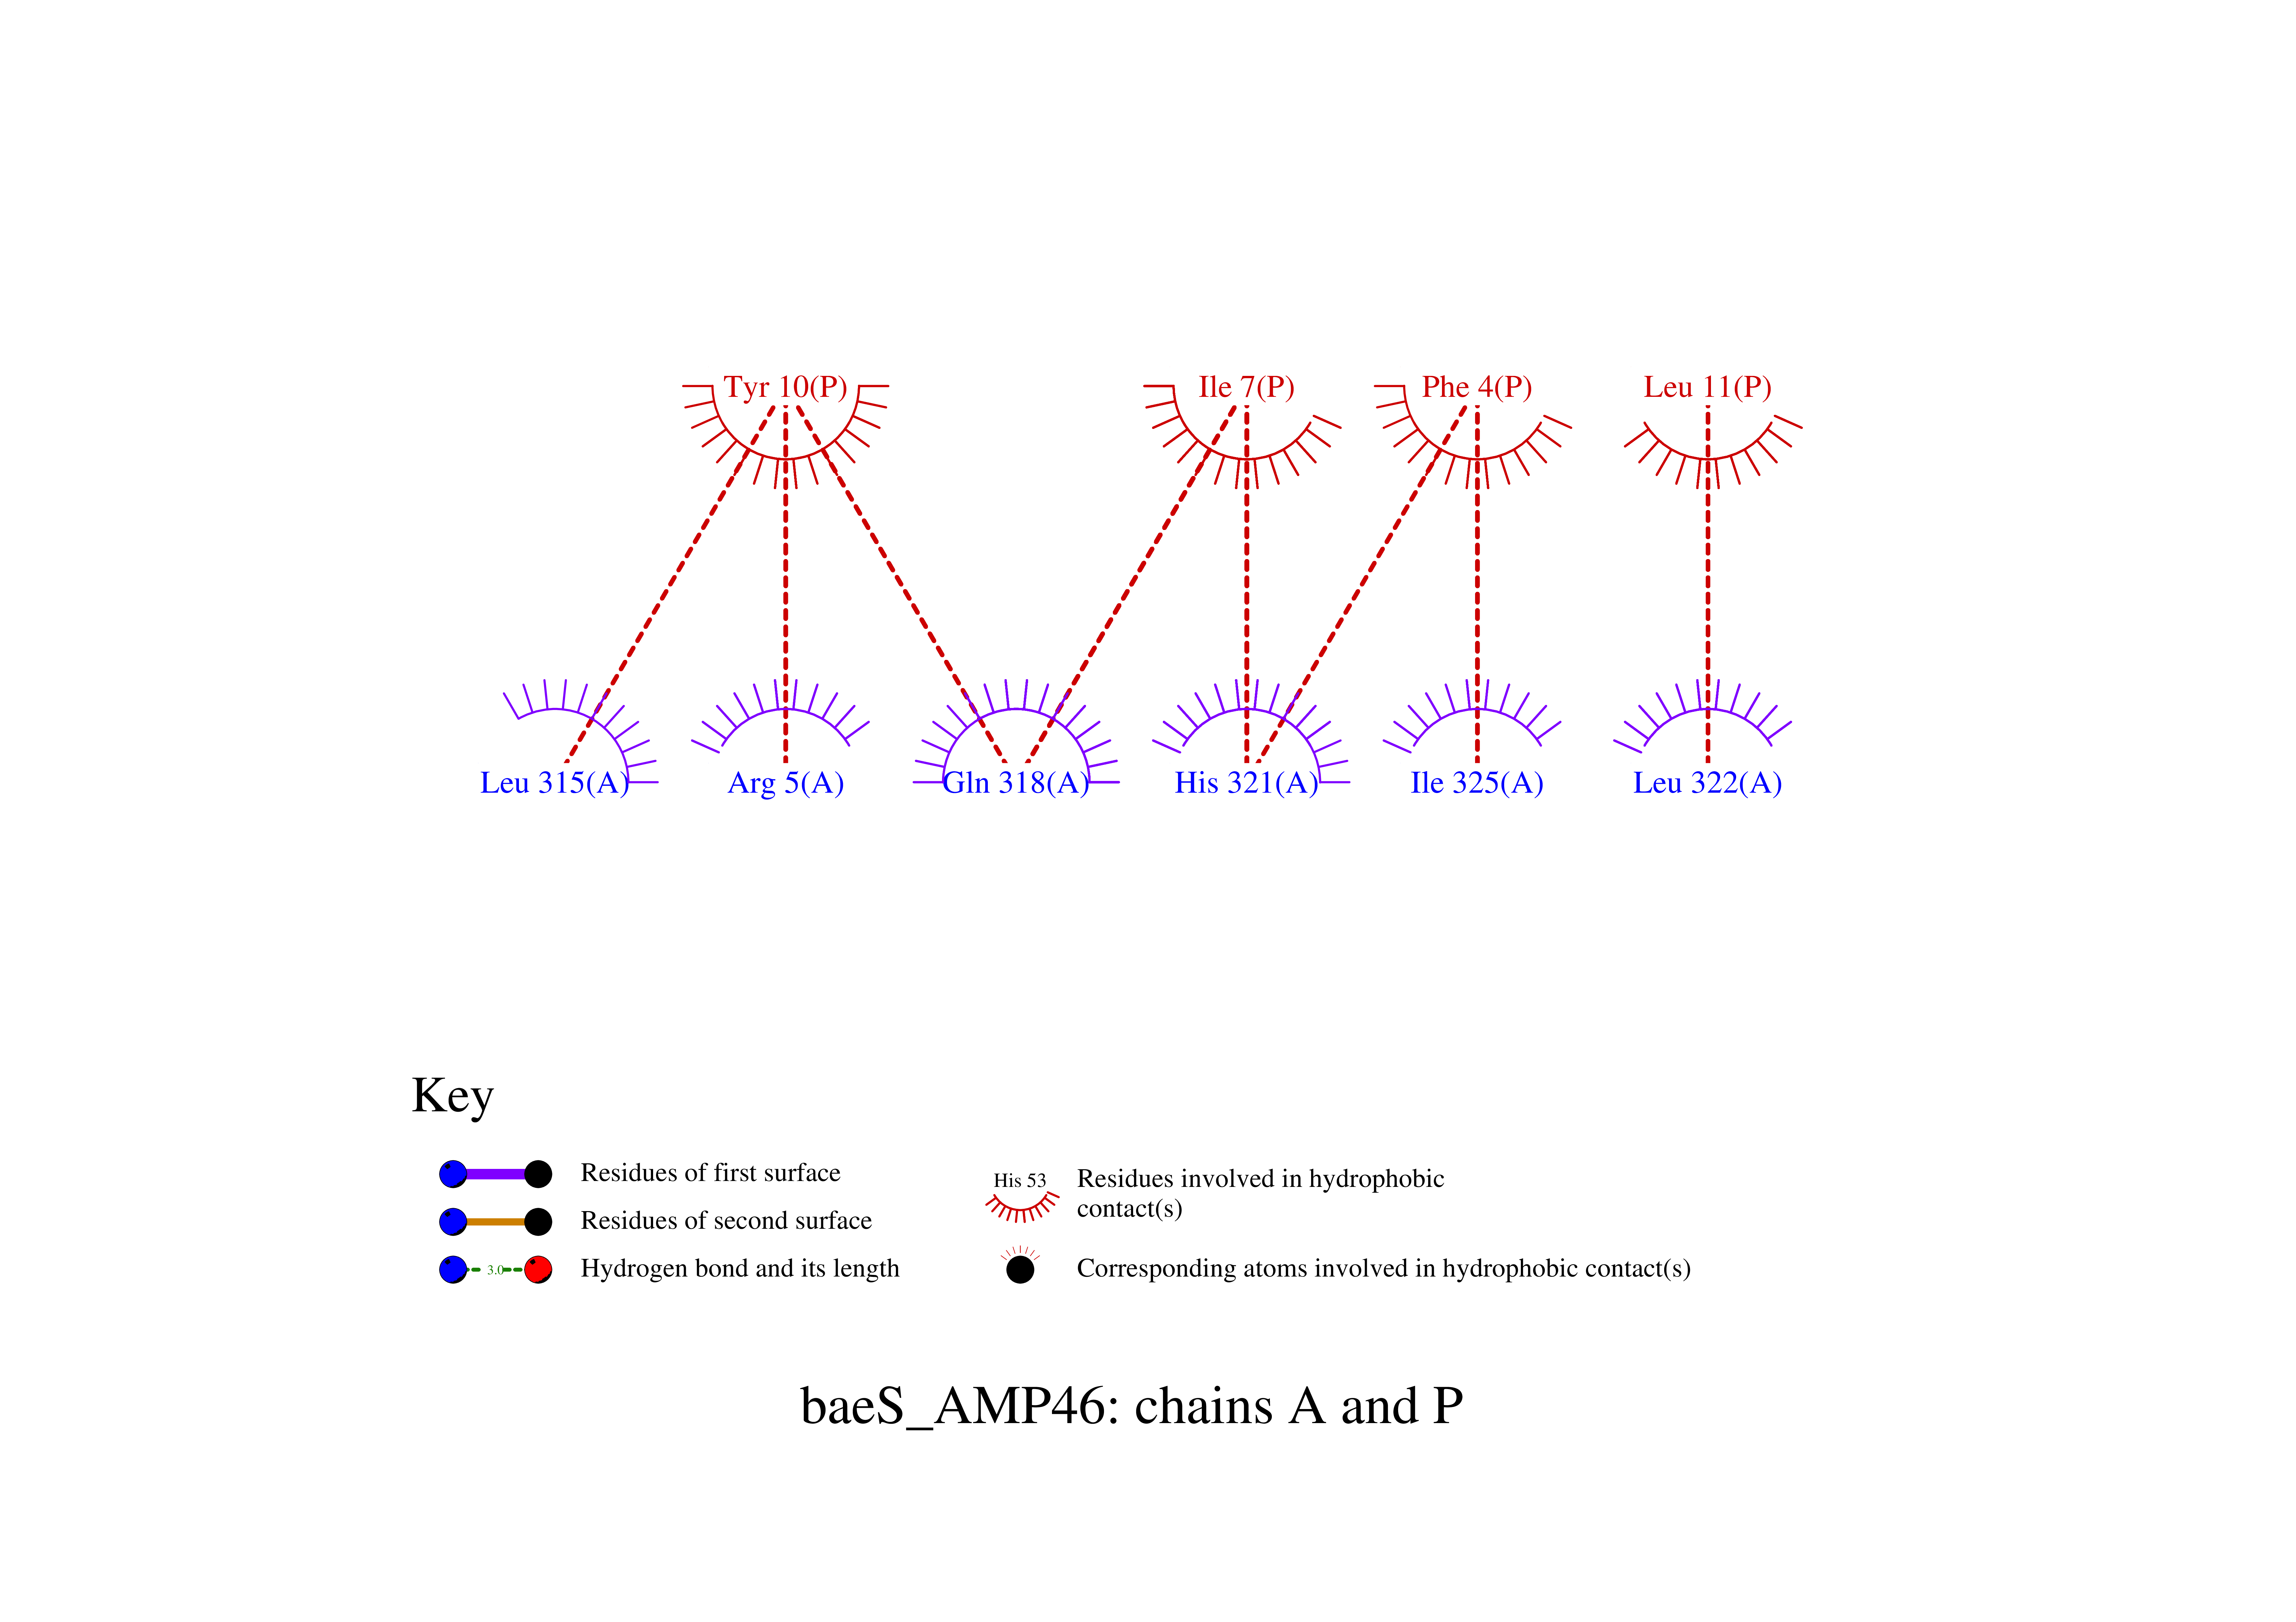 Tyr 10(P) Ile 7(P) Phe 4(P) Leu 11(P)
Leu 315(A) Arg 5(A) Gln 318(A) His 321(A) Ile 325(A) Leu 322(A)
Key
Residues of first surface
Residues of second surface
3.0 Hydrogen bond and its length
His 53 Residues involved in hydrophobic
contact(s)
Corresponding atoms involved in hydrophobic contact(s)
baeS_AMP46: chains A and P